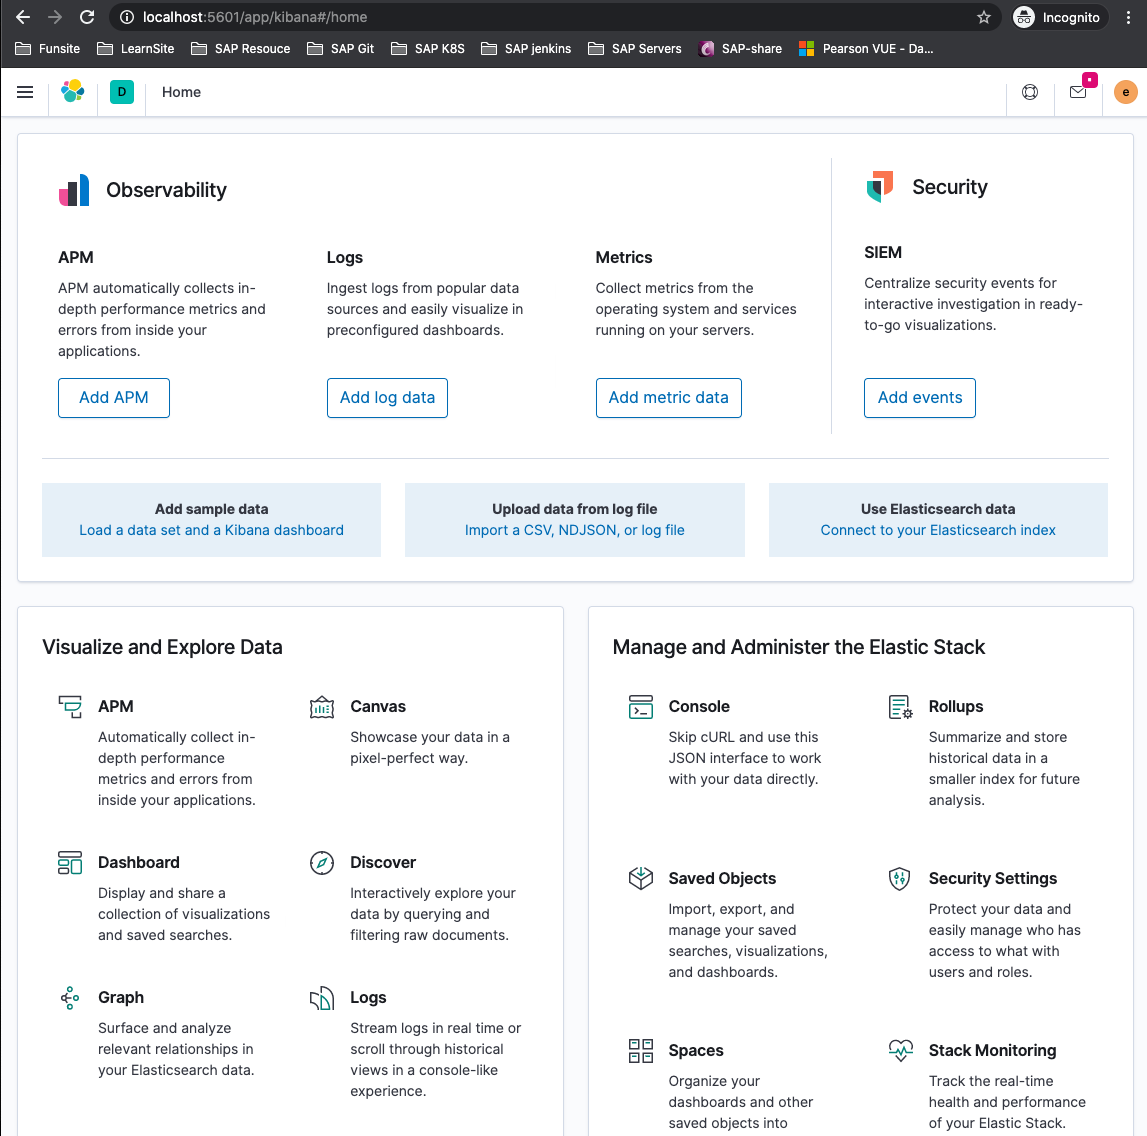 localhost:5601/app/kibana#/home
Incognito
Funsite
LearnSite
SAP Resouce
SAP Git
SAP K8S
SAP jenkins
SAP Servers
SAP-share
Pearson VUE - Da...
D
Home
e
Observability
APM
APM automatically collects in-
depth performance metrics and
errors from inside your
applications.
Add APM
Logs
Ingest logs from popular data
sources and easily visualize in
preconfigured dashboards.
Add log data
Metrics
Collect metrics from the
operating system and services
running on your servers.
Add metric data
Security
SIEM
Centralize security events for
interactive investigation in ready-
to-go visualizations.
Add events
Add sample data
Load a data set and a Kibana dashboard
Upload data from log file
Import a CSV, NDJSON, or log file
Use Elasticsearch data
Connect to your Elasticsearch index
Visualize and Explore Data
APM
Automatically collect in-
depth performance
metrics and errors from
inside your applications.
Canvas
Showcase your data in a
pixel-perfect way.
Dashboard
Display and share a
collection of visualizations
and saved searches.
Discover
Interactively explore your
data by querying and
filtering raw documents.
Graph
Surface and analyze
relevant relationships in
your Elasticsearch data.
Logs
Stream logs in real time or
scroll through historical
views in a console-like
experience.
Manage and Administer the Elastic Stack
Console
Skip cURL and use this
JSON interface to work
with your data directly.
Rollups
Summarize and store
historical data in a
smaller index for future
analysis.
Saved Objects
Import, export, and
manage your saved
searches, visualizations,
and dashboards.
Security Settings
Protect your data and
easily manage who has
access to what with
users and roles.
Spaces
Organize your
dashboards and other
saved objects into
Stack Monitoring
Track the real-time
health and performance
of your Elastic Stack.